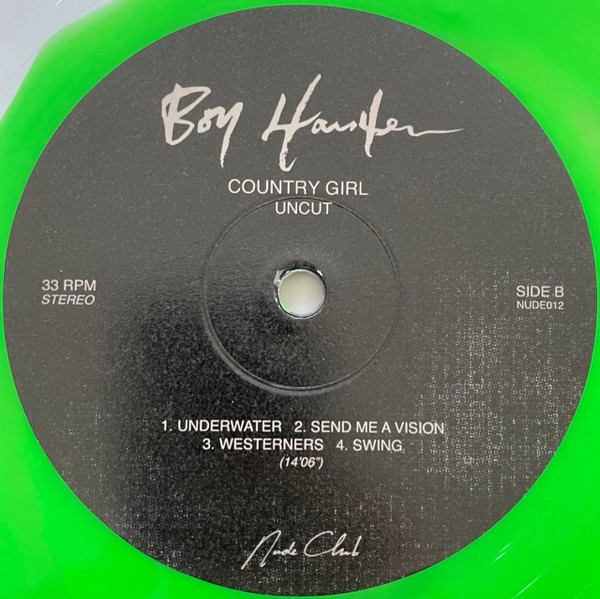 Boy Harsher
COUNTRY GIRL
UNCUT
33 RPM
STEREO
SIDE B
NUDE012
1. UNDERWATER 2. SEND ME A VISION
3. WESTERNERS 4. SWING
(14'06")
Nude Club